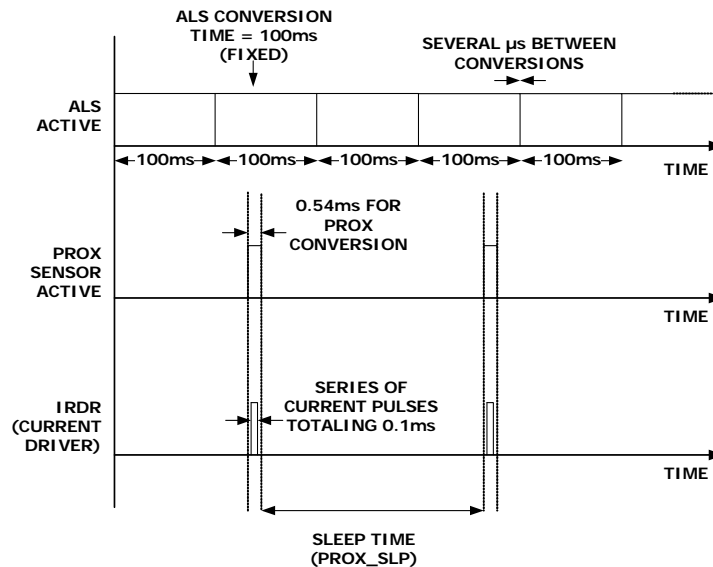 ALS CONVERSION
TIME = 100ms
(FIXED)
SEVERAL µs BETWEEN
CONVERSIONS
ALS
ACTIVE
100ms
100ms
100ms
100ms
100ms
TIME
0.54ms FOR
PROX
CONVERSION
PROX
SENSOR
ACTIVE
TIME
SERIES OF
CURRENT PULSES
TOTALING 0.1ms
IRDR
(CURRENT
DRIVER)
TIME
SLEEP TIME
(PROX_SLP)